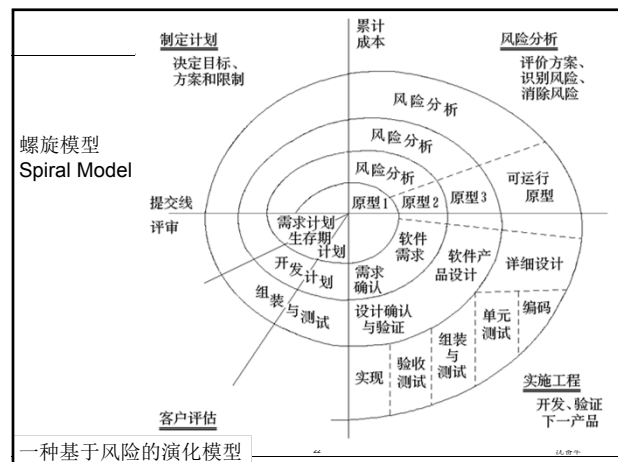 制定计划
决定目标、
方案和限制
累计
成本
风险分析
评价方案、
识别风险、
消除风险
螺旋模型
Spiral Model
风险分析
风险分析
风险分析
可运行
原型
原型1
原型2
原型3
提交线
评审
需求计划
生存期
计划
软件
需求
开发计划
需求
确认
软件产
品设计
详细设计
组装与测试
设计确认
与验证
实现
验收
测试
组装
与
测试
单元
测试
编码
实施工程
开发、验证
下一产品
客户评估
一种基于风险的演化模型